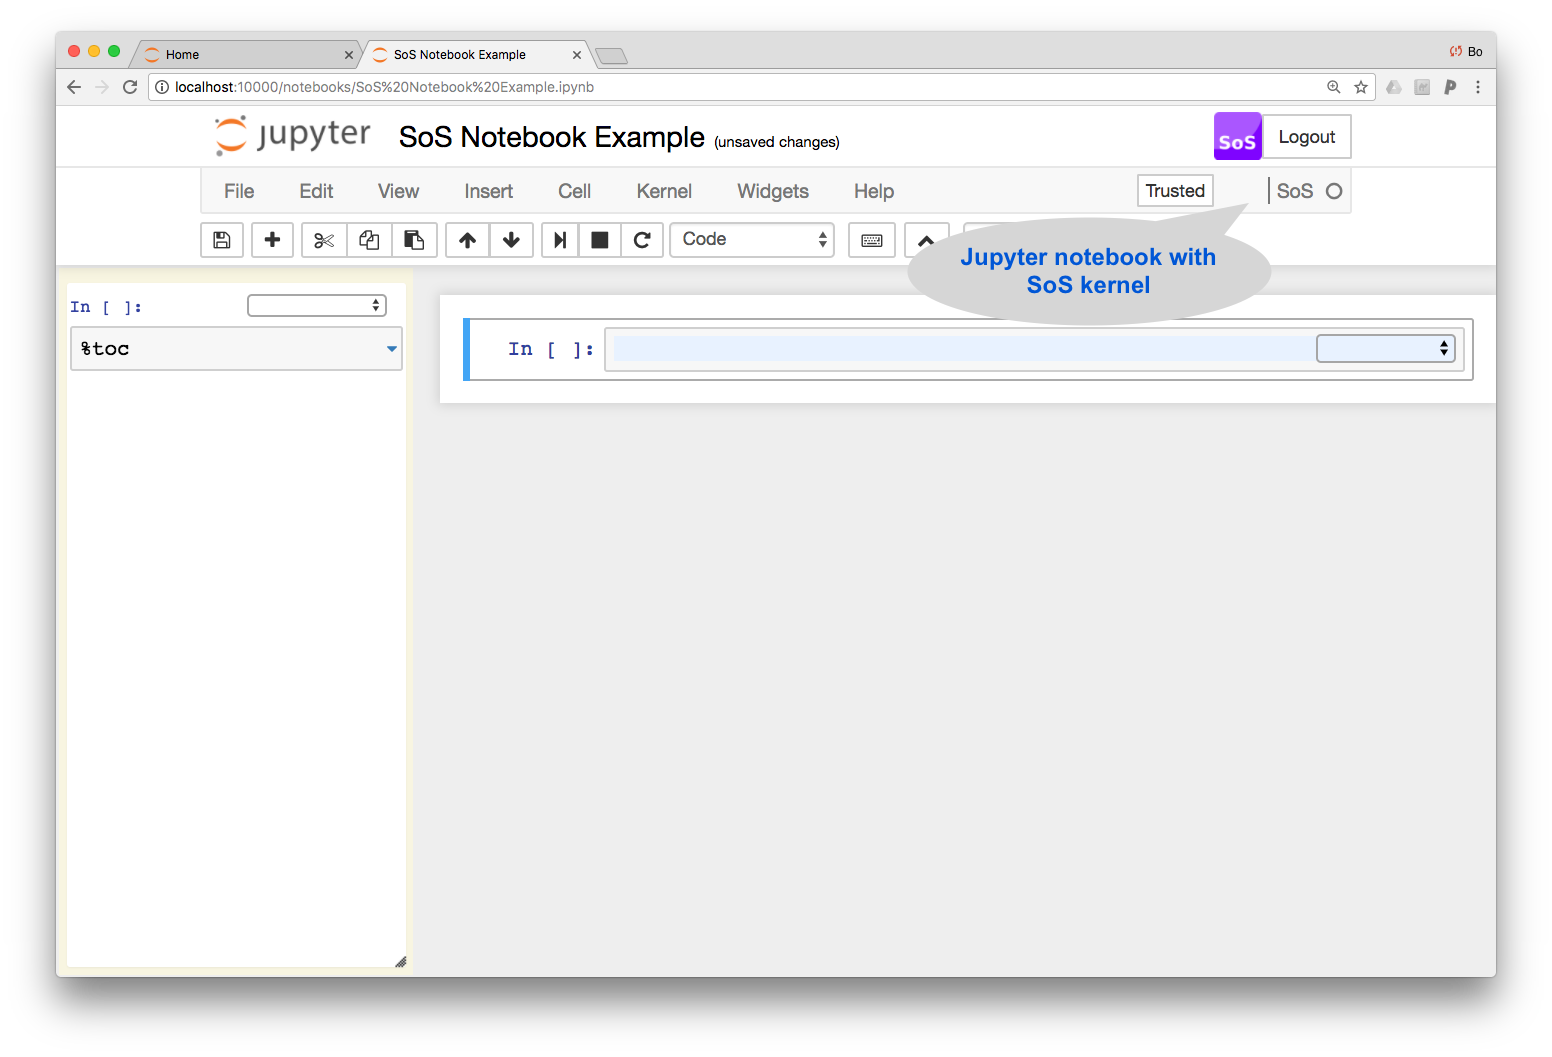 Home
SoS Notebook Example
Bo
localhost:10000/notebooks/SoS%20Notebook%20Example.ipynb
jupyter SoS Notebook Example (unsaved changes)
SoS
Logout
File Edit View Insert Cell Kernel Widgets Help
Trusted
SoS
Code
Jupyter notebook with
SoS kernel
In [ ]:
%toc
In [ ]: